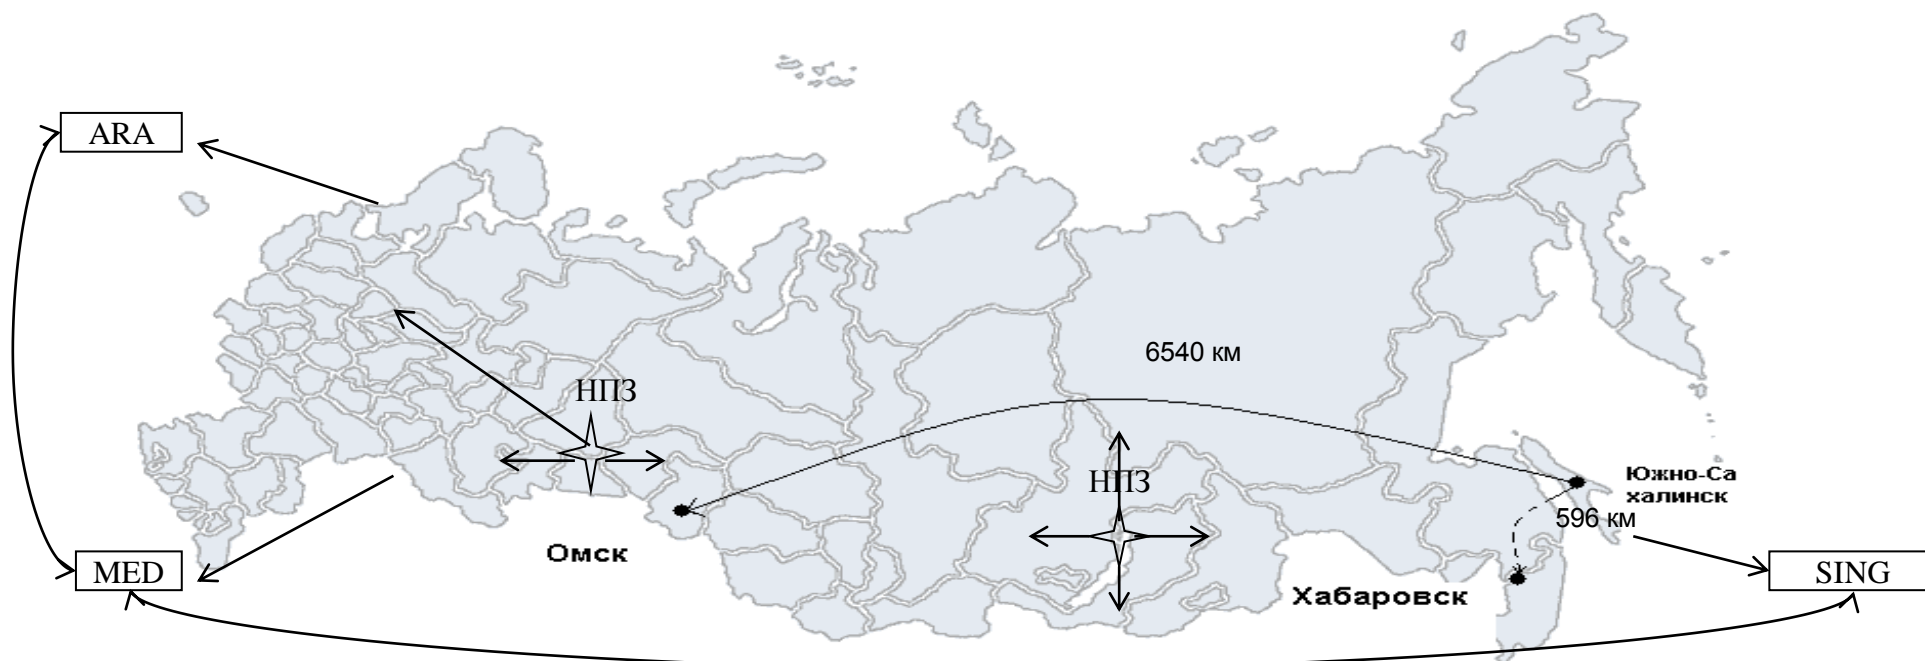 ARA
6540 км
НПЗ
Южно-Са
халинск
НПЗ
596 км
Омск
MED
SING
Хабаровск